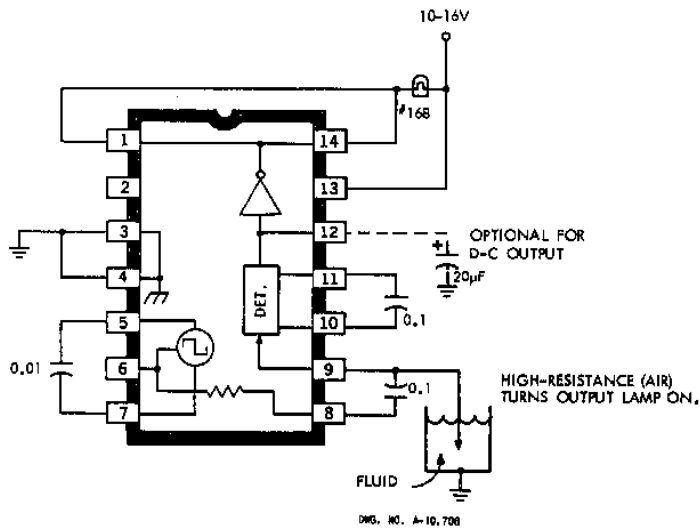 10-16V
#168
1
14
2
13
3
12
OPTIONAL FOR
D-C OUTPUT
+
20µF
4
11
DET.
0.1
5
10
0.01
6
9
0.1
HIGH-RESISTANCE (AIR)
TURNS OUTPUT LAMP ON.
7
8
FLUID
DWG. NO. A-10,708